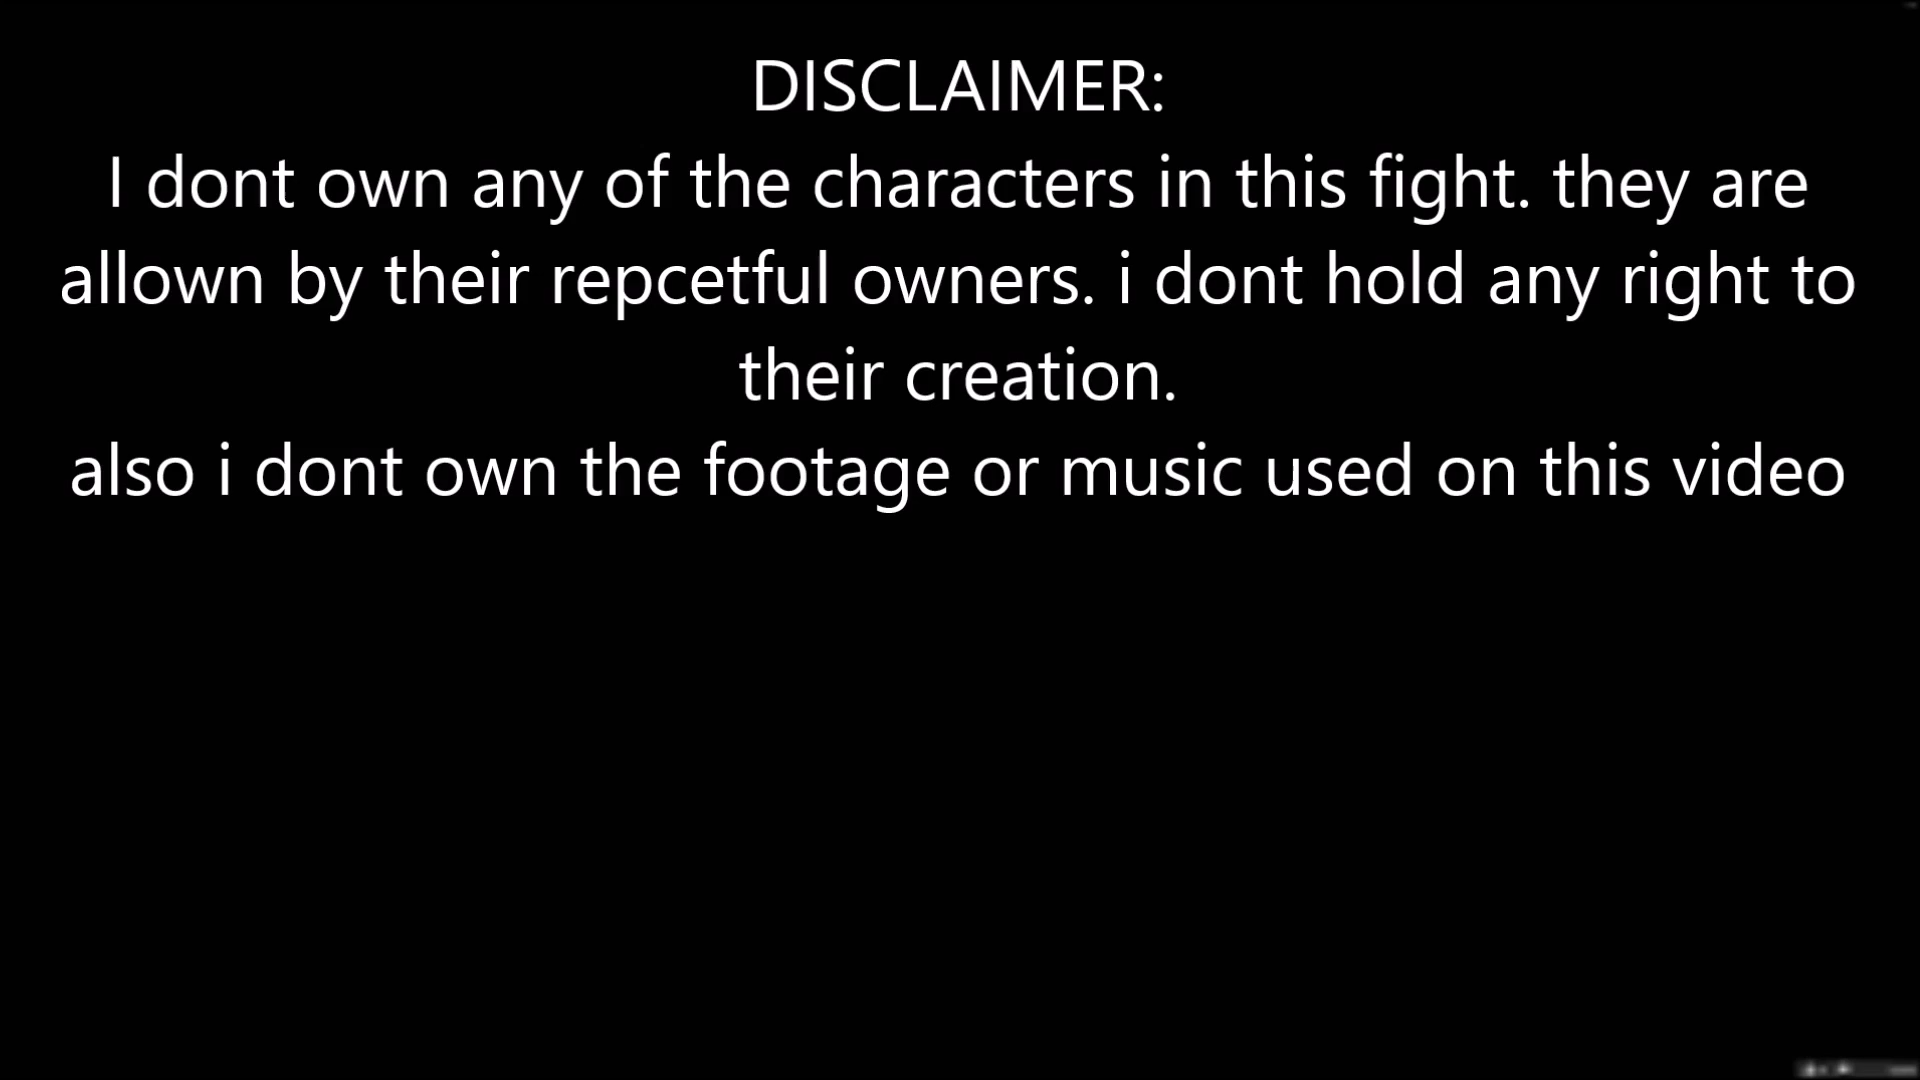 DISCLAIMER:
I dont own any of the characters in this fight. they are
allown by their repcetful owners. i dont hold any right to
their creation.
also i dont own the footage or music used on this video